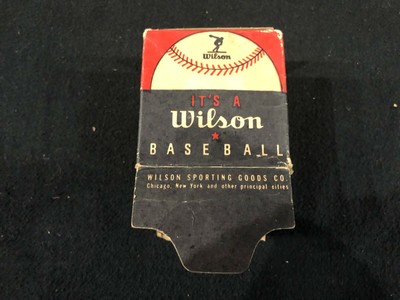 Wilson
IT'S A
Wilson
BASEBALL
WILSON SPORTING GOODS CO.
Chicago, New York and other principal cities